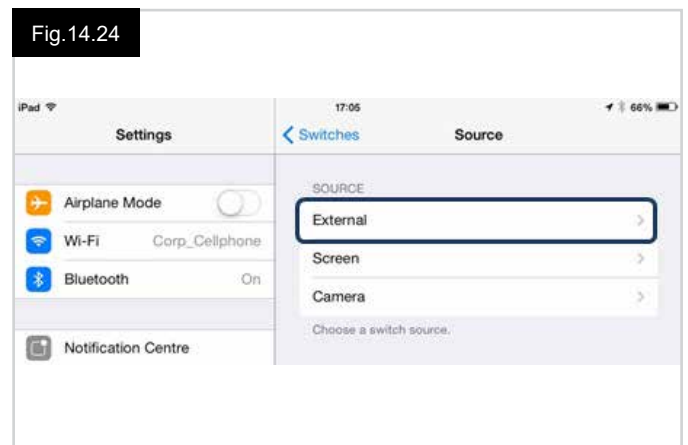 Fig.14.24
iPad 17:05 66%
Settings
Switches Source
Airplane Mode
Wi-Fi Corp_Cellphone
Bluetooth On
Notification Centre
SOURCE
External
Screen
Camera
Choose a switch source.